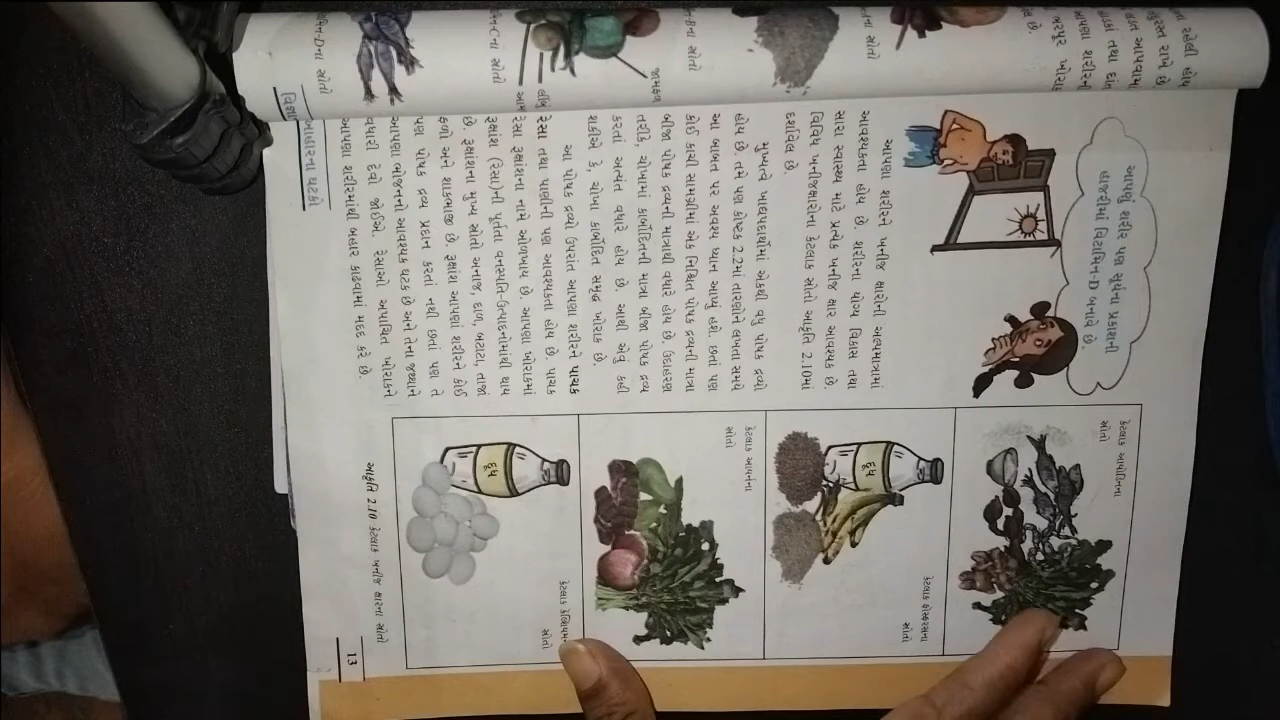 આપણું શરીર પણ સૂર્યના પ્રકાશની
હાજરીમાં વિટામિન-D બનાવે છે.
આપણા શરીરને ખનીજ ક્ષારોની અલ્પમાત્રામાં
આવશ્યકતા હોય છે. શરીરના યોગ્ય વિકાસ તથા
સારા સ્વાસ્થ્ય માટે પ્રત્યેક ખનીજ ક્ષાર આવશ્યક છે.
વિવિધ ખનીજક્ષારોના કેટલાક સ્રોતો આકૃતિ 2.10માં
દર્શાવેલ છે.
મુખ્યત્વે ખાદ્યપદાર્થોમાં એકથી વધુ પોષક દ્રવ્યો
હોય છે. તમે પણ કોષ્ટક 2.2માં તારણોને લખતા સમયે
આ બાબત પર અવશ્ય ધ્યાન આપ્યું હશે. છતાં પણ
કોઈ કાચી સામગ્રીમાં એક નિશ્ચિત પોષક દ્રવ્યની માત્રા
બીજા પોષક દ્રવ્યની માત્રાથી વધારે હોય છે. ઉદાહરણ
તરીકે, ચોખામાં કાર્બોદિતની માત્રા બીજા પોષક દ્રવ્ય
કરતાં અત્યંત વધારે હોય છે. આથી એવું કહી
શકીએ કે, ચોખા કાર્બોદિત સમૃદ્ધ ખોરાક છે.
આ પોષક દ્રવ્યો ઉપરાંત આપણા શરીરને પાચક
રેસા તથા પાણીની પણ આવશ્યકતા હોય છે. પાચક
રેસા રૂક્ષાંશના નામે ઓળખાય છે. આપણા ખોરાકમાં
રૂક્ષાંશ (રેસા)ની પૂર્તતા વનસ્પતિ-ઉત્પાદનોમાંથી થાય
છે. રૂક્ષાંશના મુખ્ય સ્રોતો અનાજ, દાળ, બટાટા, તાજાં
ફળો અને શાકભાજી છે. રૂક્ષાંશ આપણાં શરીરને કોઈ
પણ પોષક દ્રવ્ય પ્રદાન કરતાં નથી છતાં પણ તે
આપણા ભોજનનો આવશ્યક ઘટક છે અને તેના જથ્થાને
વધારી દેવો જોઈએ. રેસાઓ અપાચિત ખોરાકને
આપણા શરીરમાંથી બહાર કાઢવામાં મદદ કરે છે.
કેટલાક આયોડિનના
સ્રોતો
કેટલાક ફૉસ્ફરસના
સ્રોતો
દૂધ
કેટલાક આયર્નના
સ્રોતો
કેટલાક કૅલ્શિયમના
સ્રોતો
દૂધ
આકૃતિ 2.10 કેટલાક ખનીજ ક્ષારના સ્રોતો
આહારના ઘટકો
13
જામફળ
લીંબુ